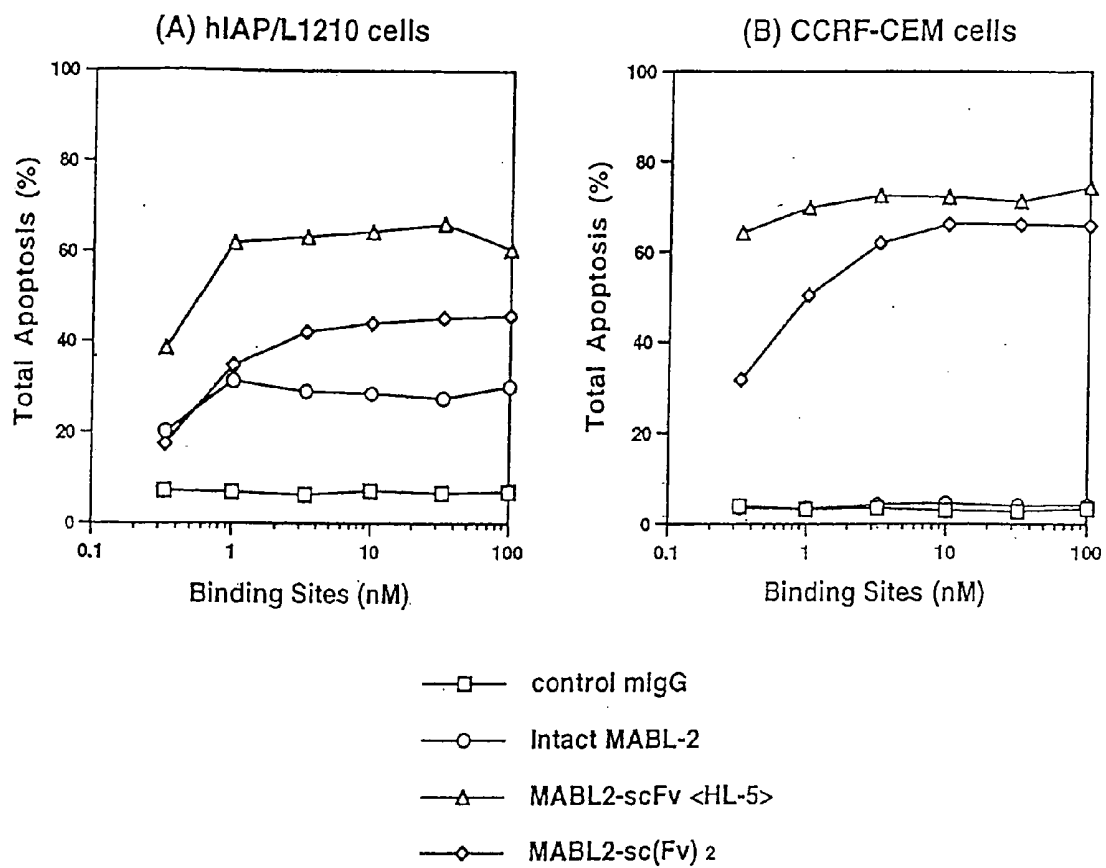 (A) hIAP/L1210 cells
Total Apoptosis (%)
100
80
60
40
20
0
0.1 1 10 100
Binding Sites (nM)
(B) CCRF-CEM cells
Total Apoptosis (%)
100
80
60
40
20
0
0.1 1 10 100
Binding Sites (nM)
control mIgG
Intact MABL-2
MABL2-scFv <HL-5>
MABL2-sc(Fv) 2